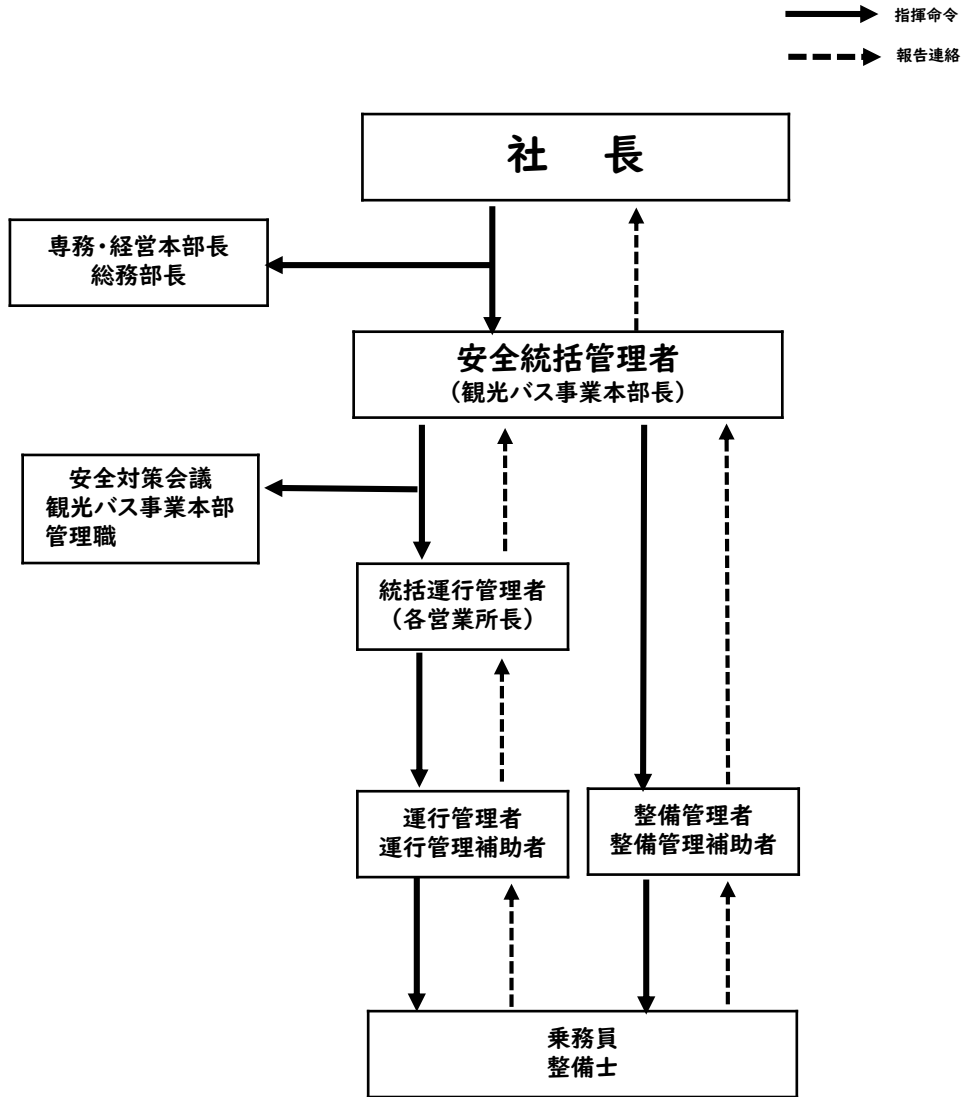 指揮命令
報告連絡
社 長
専務・経営本部長
総務部長
安全統括管理者
(観光バス事業本部長)
安全対策会議
観光バス事業本部
管理職
統括運行管理者
(各営業所長)
運行管理者
運行管理補助者
整備管理者
整備管理補助者
乗務員
整備士